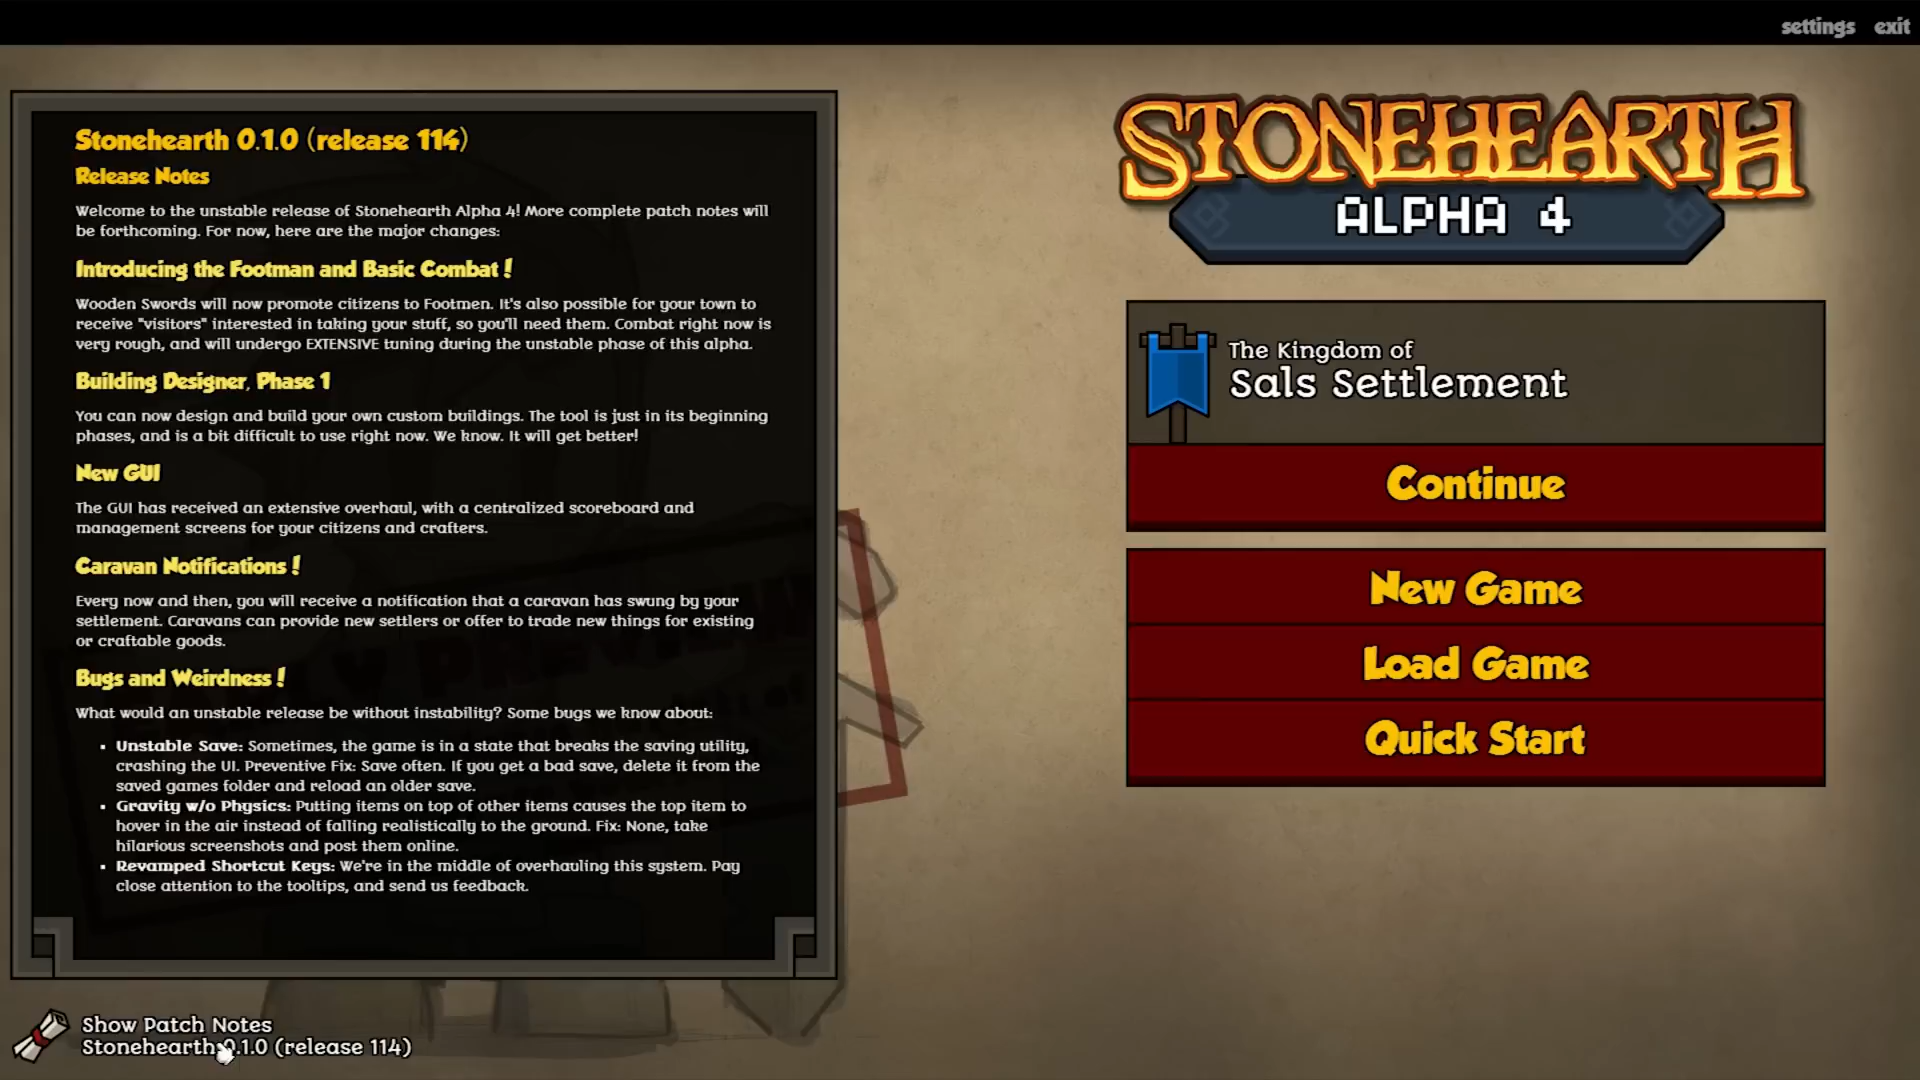 settings exit
Stonehearth 0.1.0 (release 114)
Release Notes
Welcome to the unstable release of Stonehearth Alpha 4! More complete patch notes will
be forthcoming. For now, here are the major changes:
Introducing the Footman and Basic Combat!
Wooden Swords will now promote citizens to Footmen. It's also possible for your town to
receive "visitors" interested in taking your stuff, so you'll need them. Combat right now is
very rough, and will undergo EXTENSIVE tuning during the unstable phase of this alpha.
Building Designer, Phase 1
You can now design and build your own custom buildings. The tool is just in its beginning
phases, and is a bit difficult to use right now. We know. It will get better!
New GUI
The GUI has received an extensive overhaul, with a centralized scoreboard and
management screens for your citizens and crafters.
Caravan Notifications!
Every now and then, you will receive a notification that a caravan has swung by your
settlement. Caravans can provide new settlers or offer to trade new things for existing
or craftable goods.
Bugs and Weirdness!
What would an unstable release be without instability? Some bugs we know about:
▪ Unstable Save: Sometimes, the game is in a state that breaks the saving utility,
crashing the UI. Preventive Fix: Save often. If you get a bad save, delete it from the
saved games folder and reload an older save.
▪ Gravity w/o Physics: Putting items on top of other items causes the top item to
hover in the air instead of falling realistically to the ground. Fix: None, take
hilarious screenshots and post them online.
▪ Revamped Shortcut Keys: We're in the middle of overhauling this system. Pay
close attention to the tooltips, and send us feedback.
Show Patch Notes
Stonehearth 0.1.0 (release 114)
STONEHEARTH
ALPHA 4
The Kingdom of
Sals Settlement
Continue
New Game
Load Game
Quick Start